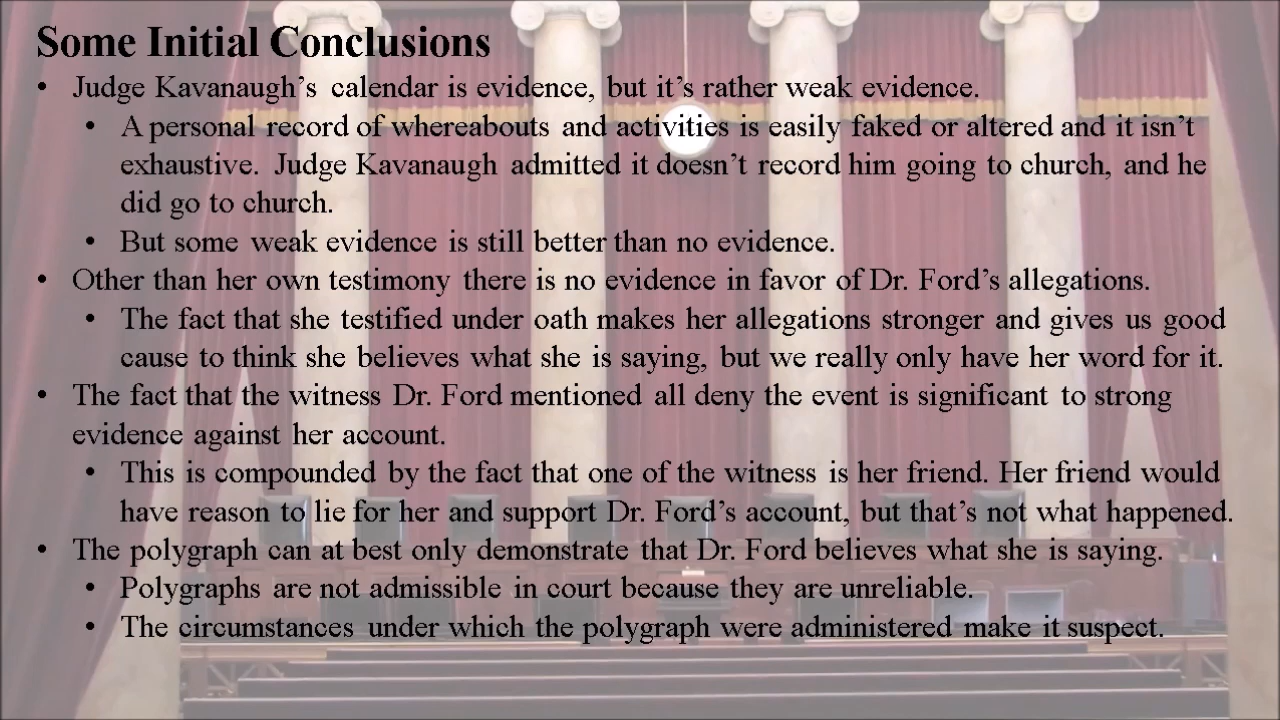 Some Initial Conclusions
• Judge Kavanaugh's calendar is evidence, but it's rather weak evidence.
• A personal record of whereabouts and activities is easily faked or altered and it isn't
exhaustive. Judge Kavanaugh admitted it doesn't record him going to church, and he
did go to church.
• But some weak evidence is still better than no evidence.
• Other than her own testimony there is no evidence in favor of Dr. Ford's allegations.
• The fact that she testified under oath makes her allegations stronger and gives us good
cause to think she believes what she is saying, but we really only have her word for it.
• The fact that the witness Dr. Ford mentioned all deny the event is significant to strong
evidence against her account.
• This is compounded by the fact that one of the witness is her friend. Her friend would
have reason to lie for her and support Dr. Ford's account, but that's not what happened.
• The polygraph can at best only demonstrate that Dr. Ford believes what she is saying.
• Polygraphs are not admissible in court because they are unreliable.
• The circumstances under which the polygraph were administered make it suspect.